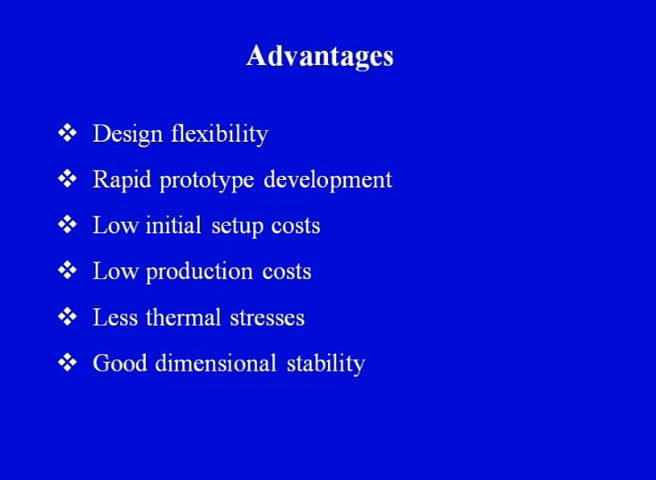 Advantages
❖ Design flexibility
❖ Rapid prototype development
❖ Low initial setup costs
❖ Low production costs
❖ Less thermal stresses
❖ Good dimensional stability